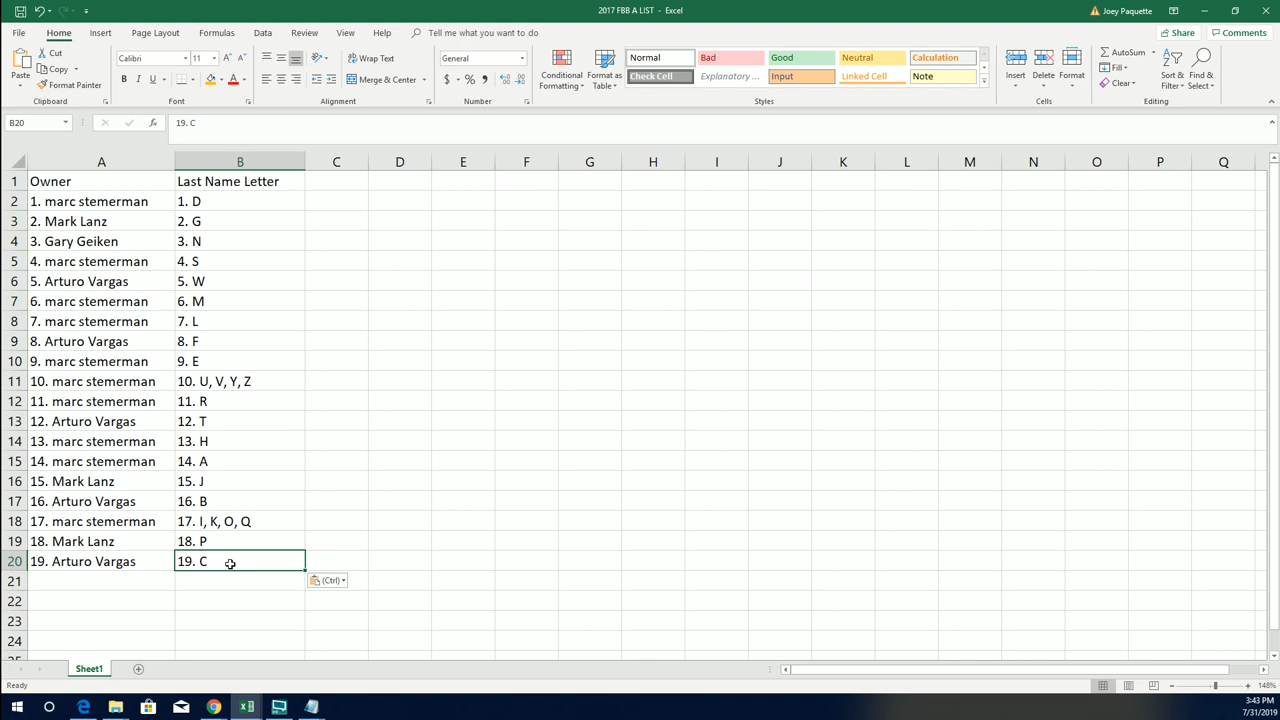 2017 FBB A LIST - Excel
Joey Paquette
File Home Insert Page Layout Formulas Data Review View Help Tell me what you want to do
Share Comments
Paste
Cut
Copy
Format Painter
Clipboard
Calibri 11
B I U
Font
Wrap Text
Merge & Center
Alignment
General
$ % ,
Number
Conditional Formatting
Format as Table
Normal Bad Good Neutral Calculation
Check Cell Explanatory ... Input Linked Cell Note
Styles
Insert Delete Format
Cells
AutoSum
Fill
Clear
Sort & Filter
Find & Select
Editing
B20 fx 19. C
A B C D E F G H I J K L M N O P Q
1 Owner Last Name Letter
2 1. marc stemerman 1. D
3 2. Mark Lanz 2. G
4 3. Gary Geiken 3. N
5 4. marc stemerman 4. S
6 5. Arturo Vargas 5. W
7 6. marc stemerman 6. M
8 7. marc stemerman 7. L
9 8. Arturo Vargas 8. F
10 9. marc stemerman 9. E
11 10. marc stemerman 10. U, V, Y, Z
12 11. marc stemerman 11. R
13 12. Arturo Vargas 12. T
14 13. marc stemerman 13. H
15 14. marc stemerman 14. A
16 15. Mark Lanz 15. J
17 16. Arturo Vargas 16. B
18 17. marc stemerman 17. I, K, O, Q
19 18. Mark Lanz 18. P
20 19. Arturo Vargas 19. C
21 (Ctrl)
22
23
24
25
Sheet1
Ready
148%
3:43 PM
7/31/2019